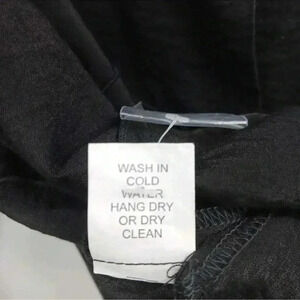 WASH IN
COLD
WATER
HANG DRY
OR DRY
CLEAN